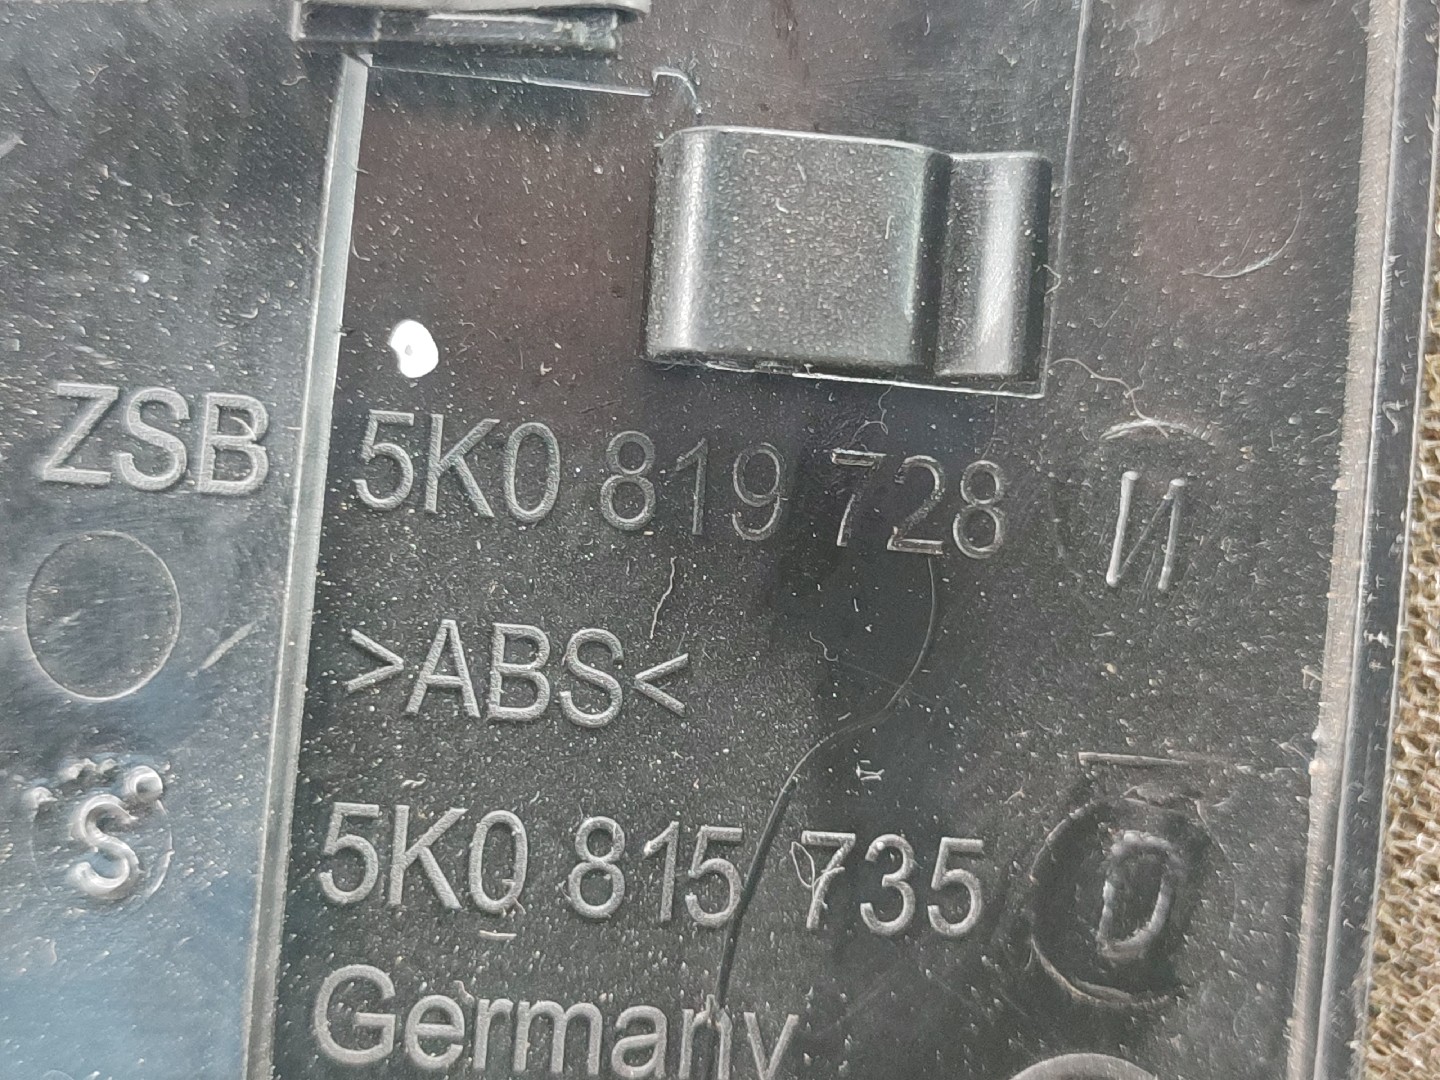 ZSB 5K0 819 728 И
>ABS<
S 5K0 815 735 D
Germany